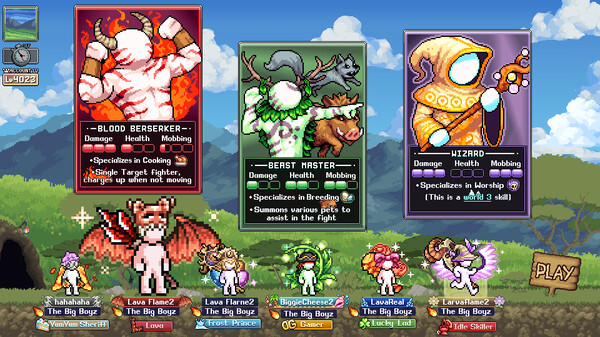 Lv4023
BLOOD BERSERKER
Damage Health Mobbing
•Specializes in Cooking
•Single Target fighter,
charges up when not moving
BEAST MASTER
Damage Health Mobbing
•Specializes in Breeding
•Summons various pets to
assist in the fight
WIZARD
Damage Health Mobbing
•Specializes in Worship
(This is a world 3 skill)
PLAY
hahahaha
The Big Boyz
YumYum Sheriff
Lava Flame2
The Big Boyz
Lava
Lava Flarne2
The Big Boyz
Frost Prince
BiggieCheese2
The Big Boyz
OG Gamer
LavaReal
The Big Boyz
Lucky Lad
Larvaflame2
The Big Boyz
Idle Skiller